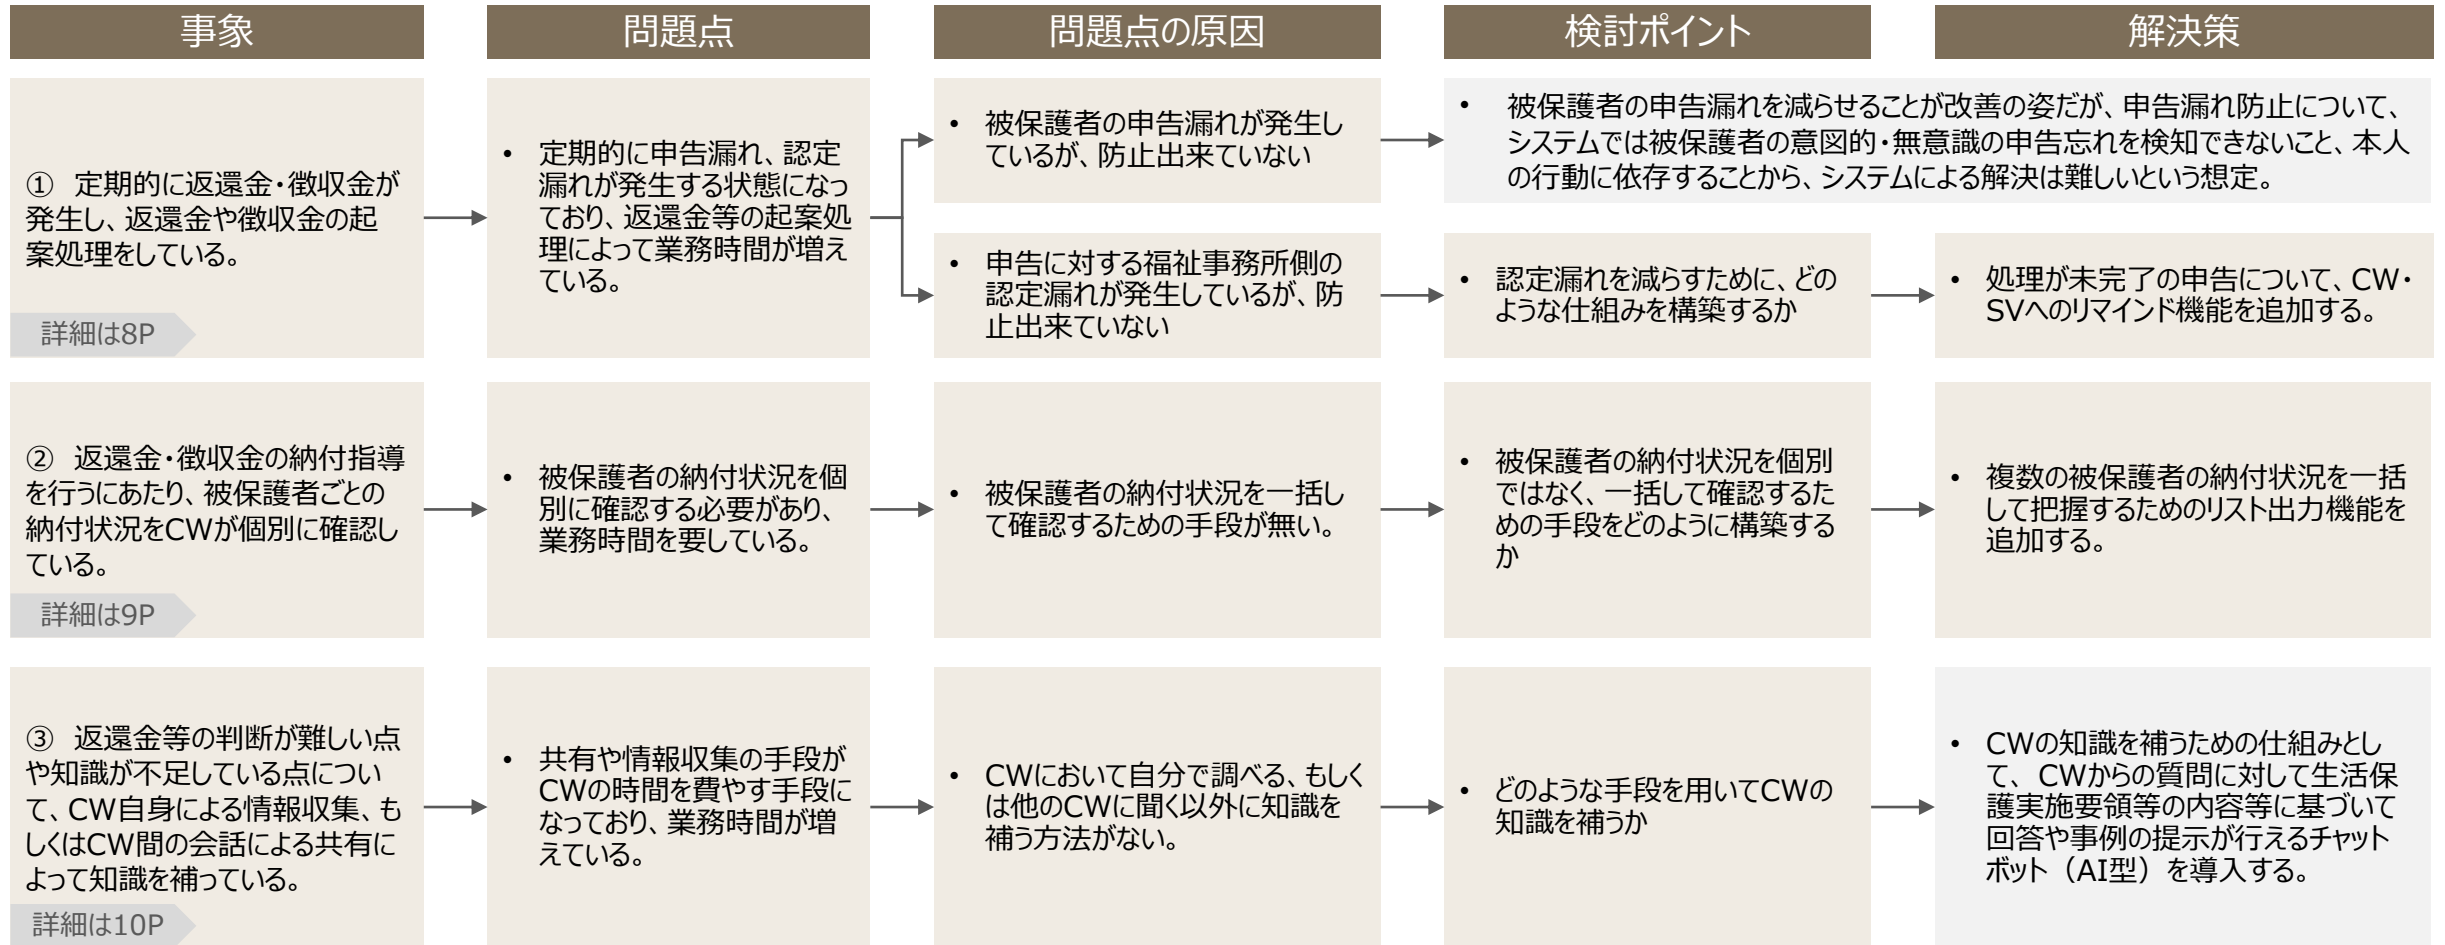 事象
問題点
問題点の原因
検討ポイント
解決策
① 定期的に返還金・徴収金が
発生し、返還金や徴収金の起
案処理をしている。
詳細は8P
• 定期的に申告漏れ、認定
漏れが発生する状態になっ
ており、返還金等の起案処
理によって業務時間が増え
ている。
• 被保護者の申告漏れが発生し
ているが、防止出来ていない
• 被保護者の申告漏れを減らせることが改善の姿だが、申告漏れ防止について、
システムでは被保護者の意図的・無意識の申告忘れを検知できないこと、本人
の行動に依存することから、システムによる解決は難しいという想定。
• 申告に対する福祉事務所側の
認定漏れが発生しているが、防
止出来ていない
• 認定漏れを減らすために、どの
ような仕組みを構築するか
• 処理が未完了の申告について、CW・
SVへのリマインド機能を追加する。
② 返還金・徴収金の納付指導
を行うにあたり、被保護者ごとの
納付状況をCWが個別に確認し
ている。
詳細は9P
• 被保護者の納付状況を個
別に確認する必要があり、
業務時間を要している。
• 被保護者の納付状況を一括し
て確認するための手段が無い。
• 被保護者の納付状況を個別
ではなく、一括して確認するた
めの手段をどのように構築する
か
• 複数の被保護者の納付状況を一括
して把握するためのリスト出力機能を
追加する。
③ 返還金等の判断が難しい点
や知識が不足している点につい
て、CW自身による情報収集、も
しくはCW間の会話による共有に
よって知識を補っている。
詳細は10P
• 共有や情報収集の手段が
CWの時間を費やす手段に
なっており、業務時間が増
えている。
• CWにおいて自分で調べる、もしく
は他のCWに聞く以外に知識を
補う方法がない。
• どのような手段を用いてCWの
知識を補うか
• CWの知識を補うための仕組みとし
て、CWからの質問に対して生活保
護実施要領等の内容等に基づいて
回答や事例の提示が行えるチャット
ボット（AI型）を導入する。